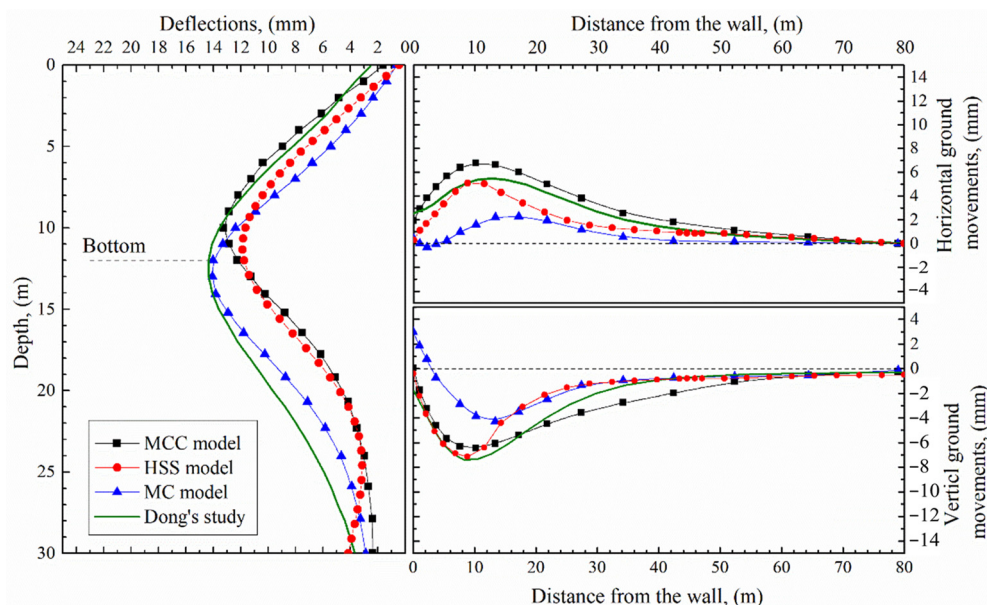 Deflections, (mm)
Distance from the wall, (m)
24 22 20 18 16 14 12 10 8 6 4 2 00 10 20 30 40 50 60 70 80
0
5
10
15
20
25
30
Depth, (m)
Bottom
MCC model
HSS model
MC model
Dong's study
14
12
10
8
6
4
2
0
−2
−4
Horizontal ground
movements, (mm)
4
2
0
−2
−4
−6
−8
−10
−12
−14
Verticl ground
movements, (mm)
0 10 20 30 40 50 60 70 80
Distance from the wall, (m)